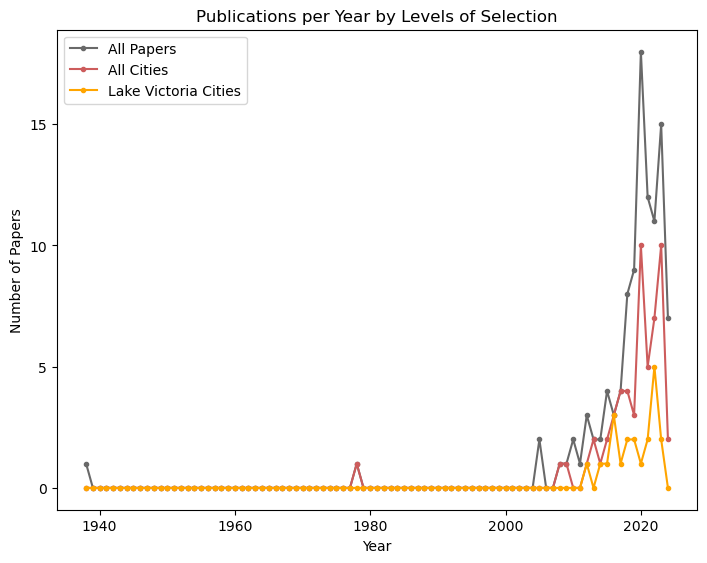 Publications per Year by Levels of Selection
All Papers
All Cities
Lake Victoria Cities
Number of Papers
15
10
5
0
1940 1960 1980 2000 2020
Year